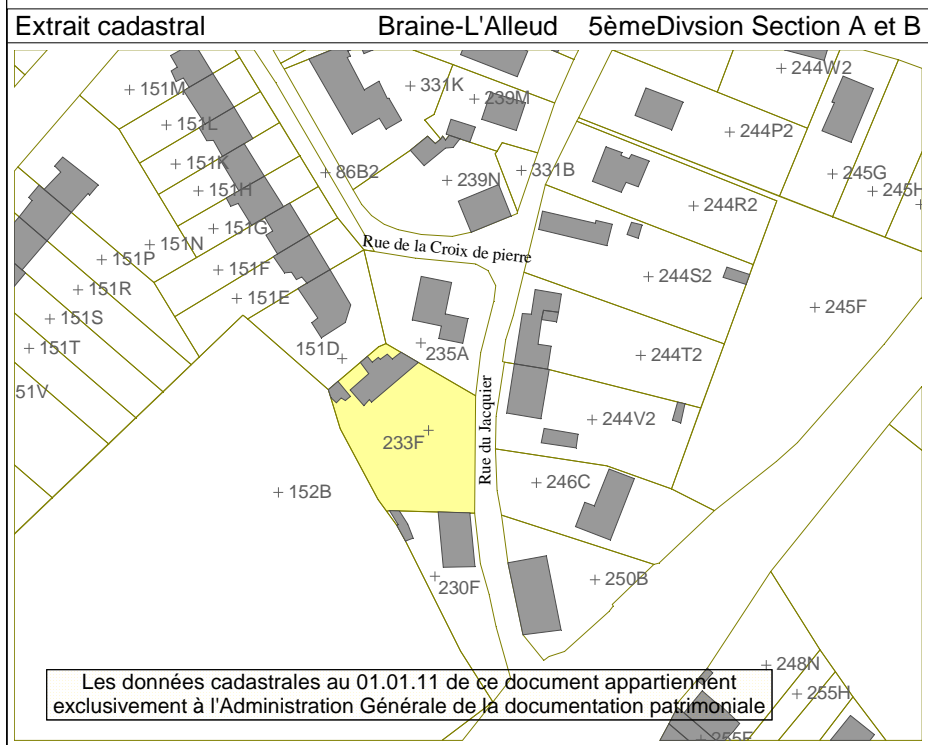 Extrait cadastral Braine-L'Alleud 5èmeDivsion Section A et B
244W2
151M
331K
239M
151L
244P2
151K
86B2
239N
331B
245G
151H
245H
244R2
151G
151N
Rue de la Croix de pierre
151P
151F
244S2
151R
151E
245F
151S
151D
235A
151T
244T2
51V
Rue du Jacquier
233F
244V2
152B
246C
230F
250B
248N
Les données cadastrales au 01.01.11 de ce document appartiennent
exclusivement à l'Administration Générale de la documentation patrimoniale
255H